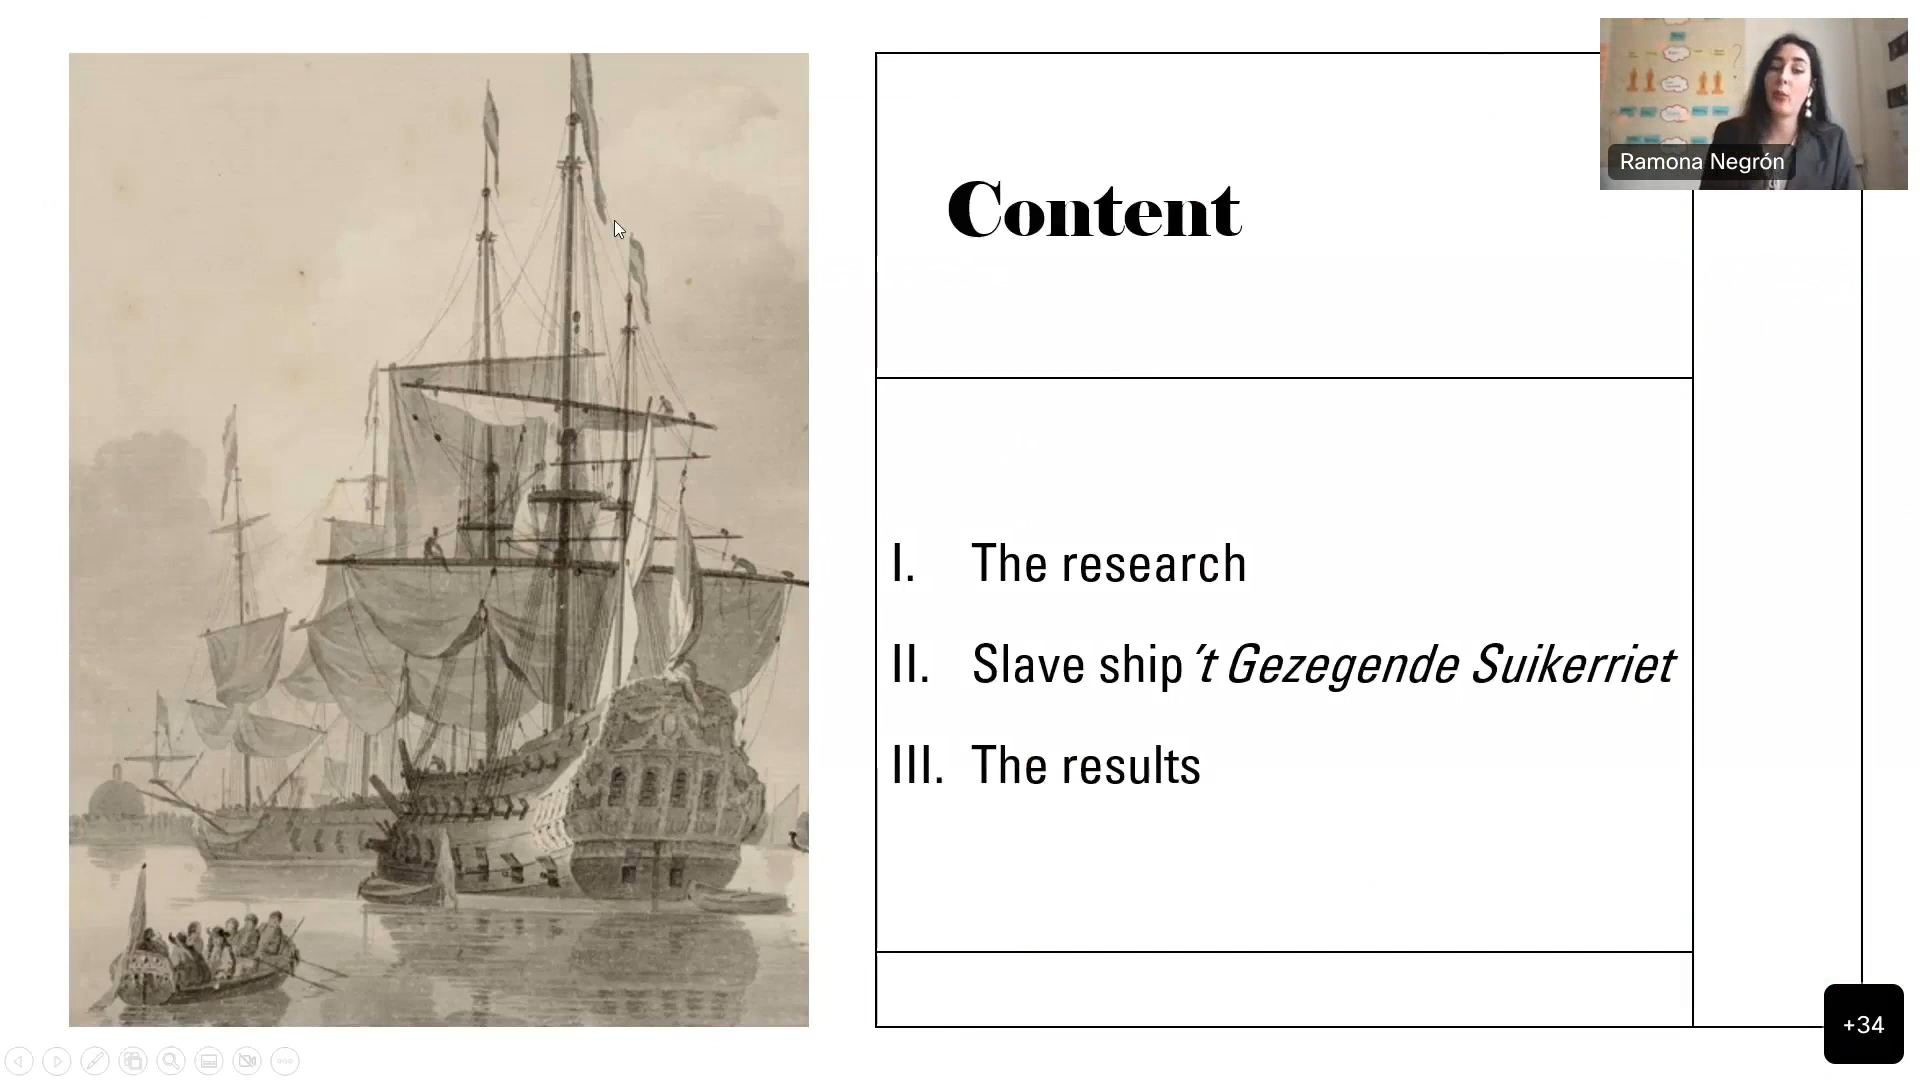 Ramona Negrón
Content
I. The research
II. Slave ship ’t Gezegende Suikerriet
III. The results
+34